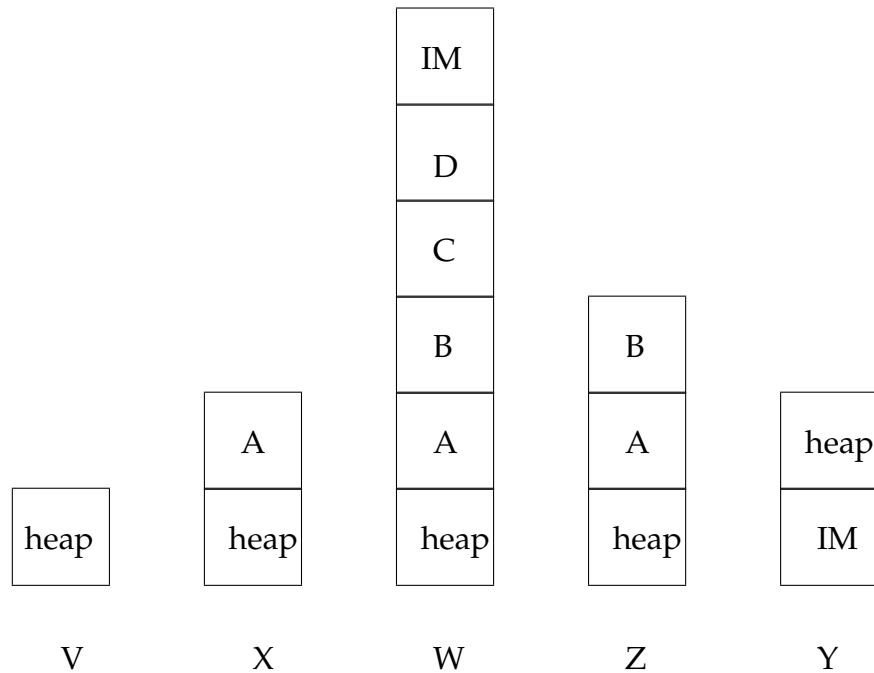 IM
D
C
B B
A A A heap
heap heap heap heap IM
V X W Z Y